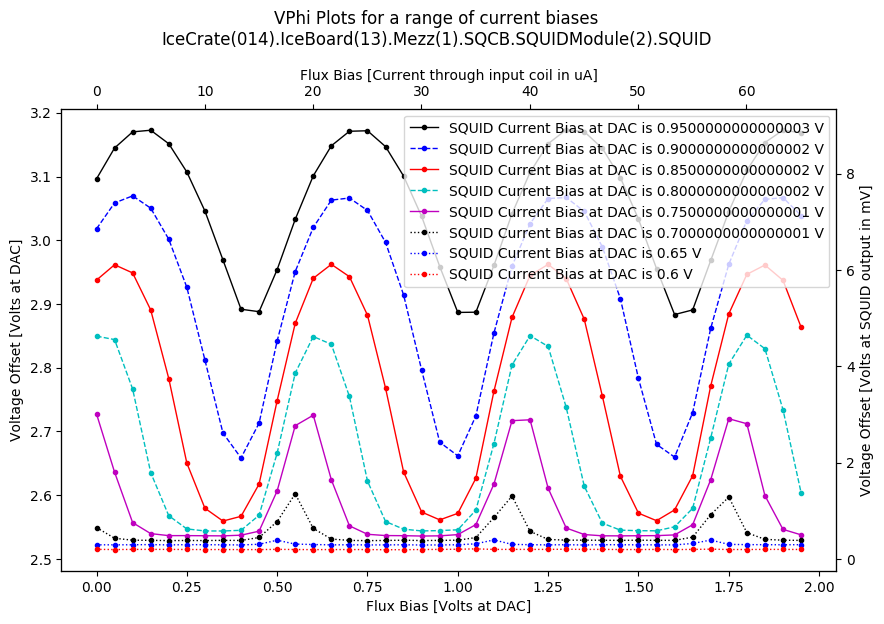 VPhi Plots for a range of current biases
IceCrate(014).IceBoard(13).Mezz(1).SQCB.SQUIDModule(2).SQUID
Flux Bias [Current through input coil in uA]
0 10 20 30 40 50 60
SQUID Current Bias at DAC is 0.9500000000000003 V
SQUID Current Bias at DAC is 0.9000000000000002 V
SQUID Current Bias at DAC is 0.8500000000000002 V
SQUID Current Bias at DAC is 0.8000000000000002 V
SQUID Current Bias at DAC is 0.7500000000000001 V
SQUID Current Bias at DAC is 0.7000000000000001 V
SQUID Current Bias at DAC is 0.65 V
SQUID Current Bias at DAC is 0.6 V
Voltage Offset [Volts at DAC]
3.2
3.1
3.0
2.9
2.8
2.7
2.6
2.5
8
6
4
2
0
Voltage Offset [Volts at SQUID output in mV]
0.00 0.25 0.50 0.75 1.00 1.25 1.50 1.75 2.00
Flux Bias [Volts at DAC]